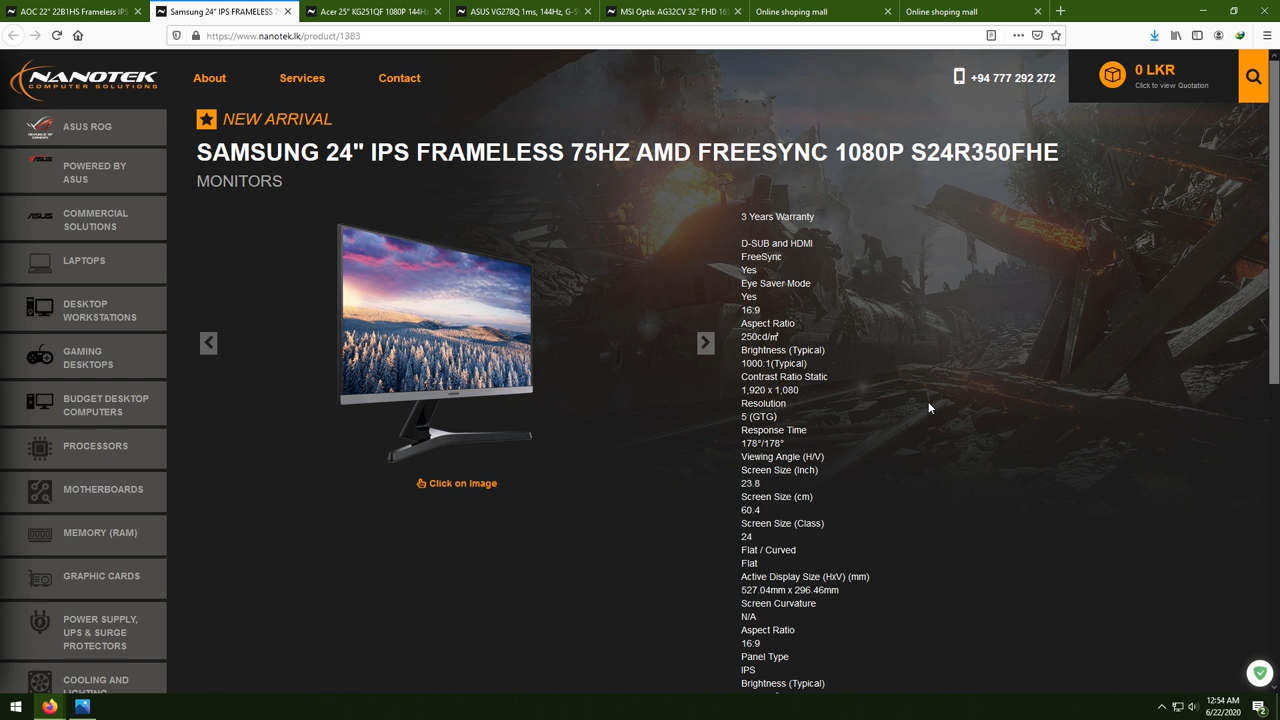 AOC 22" 22B1HS Frameless IPS
Samsung 24" IPS FRAMELESS 7
Acer 25" KG251QF 1080P 144Hz
ASUS VG278Q 1ms, 144Hz, G-S
MSI Optix AG32CV 32" FHD 16
Online shoping mall
Online shoping mall
https://www.nanotek.lk/product/1383
NANOTEK
COMPUTER SOLUTIONS
About
Services
Contact
+94 777 292 272
0 LKR
Click to view Quotation
REPUBLIC OF
GAMERS
ASUS ROG
ASUS
POWERED BY
ASUS
ASUS
COMMERCIAL
SOLUTIONS
LAPTOPS
DESKTOP
WORKSTATIONS
GAMING
DESKTOPS
BUDGET DESKTOP
COMPUTERS
PROCESSORS
MOTHERBOARDS
MEMORY (RAM)
GRAPHIC CARDS
POWER SUPPLY,
UPS & SURGE
PROTECTORS
COOLING AND
LIGHTING
NEW ARRIVAL
SAMSUNG 24" IPS FRAMELESS 75HZ AMD FREESYNC 1080P S24R350FHE
MONITORS
Click on Image
3 Years Warranty
D-SUB and HDMI
FreeSync
Yes
Eye Saver Mode
Yes
16:9
Aspect Ratio
250cd/㎡
Brightness (Typical)
1000:1(Typical)
Contrast Ratio Static
1,920 x 1,080
Resolution
5 (GTG)
Response Time
178°/178°
Viewing Angle (H/V)
Screen Size (Inch)
23.8
Screen Size (cm)
60.4
Screen Size (Class)
24
Flat / Curved
Flat
Active Display Size (HxV) (mm)
527.04mm x 296.46mm
Screen Curvature
N/A
Aspect Ratio
16:9
Panel Type
IPS
Brightness (Typical)
12:54 AM
6/22/2020
2